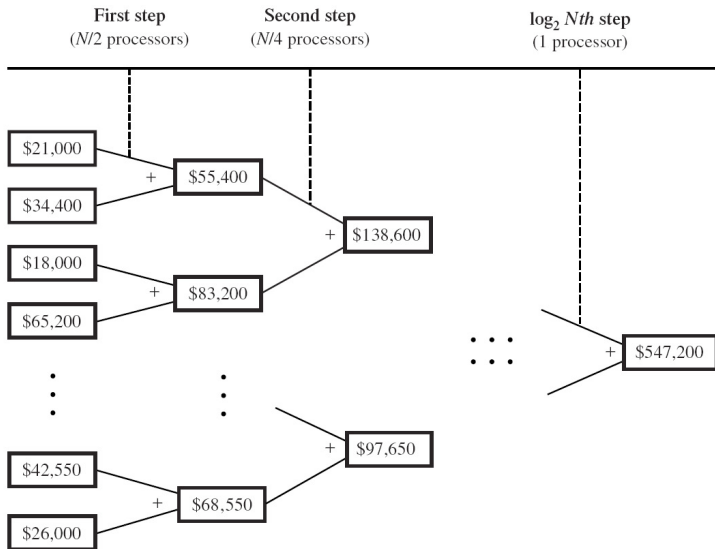 First step
(N/2 processors)
Second step
(N/4 processors)
log₂ Nth step
(1 processor)
$21,000
+ $55,400
$34,400
+ $138,600
$18,000
+ $83,200
$65,200
+ $547,200
+ $97,650
$42,550
+ $68,550
$26,000